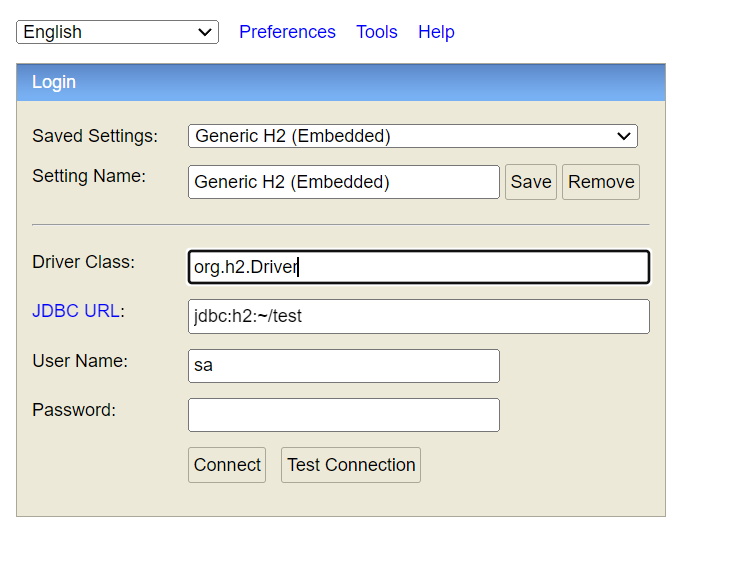 English Preferences Tools Help
Login
Saved Settings: Generic H2 (Embedded)
Setting Name: Generic H2 (Embedded) Save Remove
Driver Class: org.h2.Driver
JDBC URL: jdbc:h2:~/test
User Name: sa
Password:
Connect Test Connection